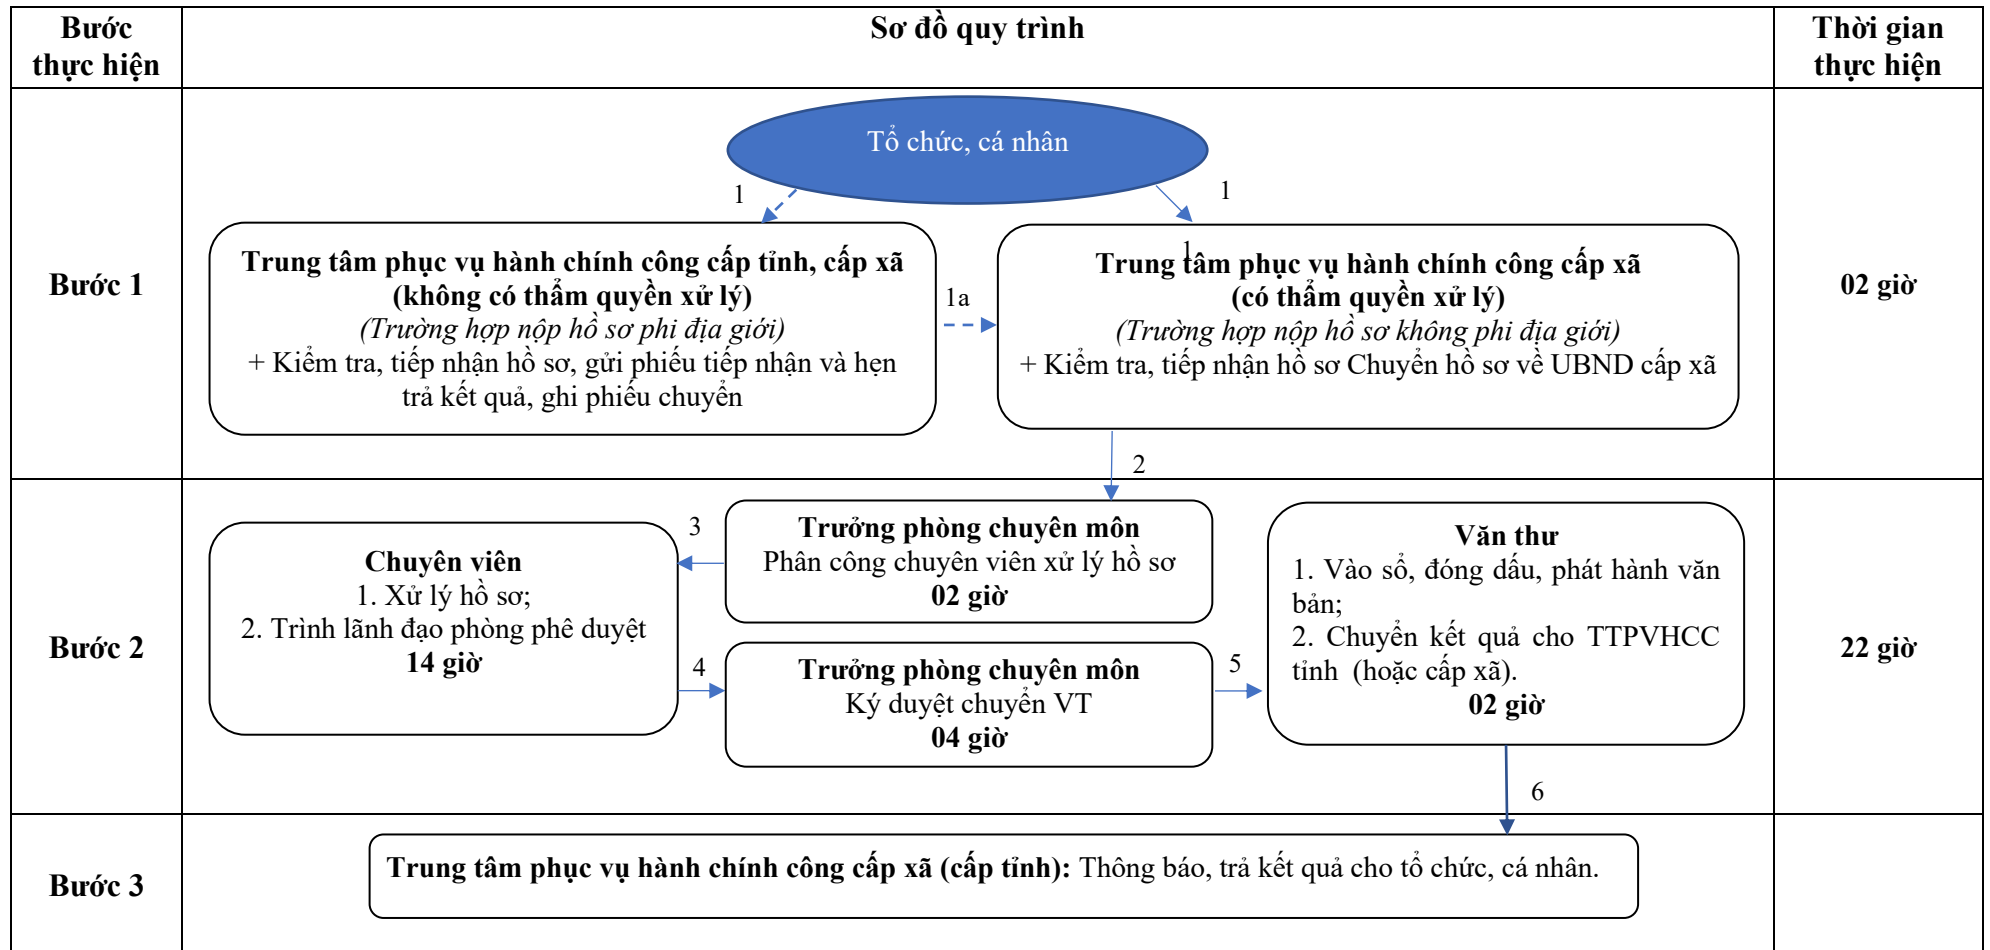 Bước
thực hiện
Sơ đồ quy trình
Thời gian
thực hiện
Bước 1
Tổ chức, cá nhân
1
1
Trung tâm phục vụ hành chính công cấp tỉnh, cấp xã
(không có thẩm quyền xử lý)
(Trường hợp nộp hồ sơ phi địa giới)
+ Kiểm tra, tiếp nhận hồ sơ, gửi phiếu tiếp nhận và hẹn
trả kết quả, ghi phiếu chuyển
1a
1
Trung tâm phục vụ hành chính công cấp xã
(có thẩm quyền xử lý)
(Trường hợp nộp hồ sơ không phi địa giới)
+ Kiểm tra, tiếp nhận hồ sơ Chuyển hồ sơ về UBND cấp xã
02 giờ
2
Bước 2
Chuyên viên
1. Xử lý hồ sơ;
2. Trình lãnh đạo phòng phê duyệt
14 giờ
3
Trưởng phòng chuyên môn
Phân công chuyên viên xử lý hồ sơ
02 giờ
4
Trưởng phòng chuyên môn
Ký duyệt chuyển VT
04 giờ
5
Văn thư
1. Vào sổ, đóng dấu, phát hành văn
bản;
2. Chuyển kết quả cho TTPVHCC
tỉnh (hoặc cấp xã).
02 giờ
22 giờ
6
Bước 3
Trung tâm phục vụ hành chính công cấp xã (cấp tỉnh): Thông báo, trả kết quả cho tổ chức, cá nhân.